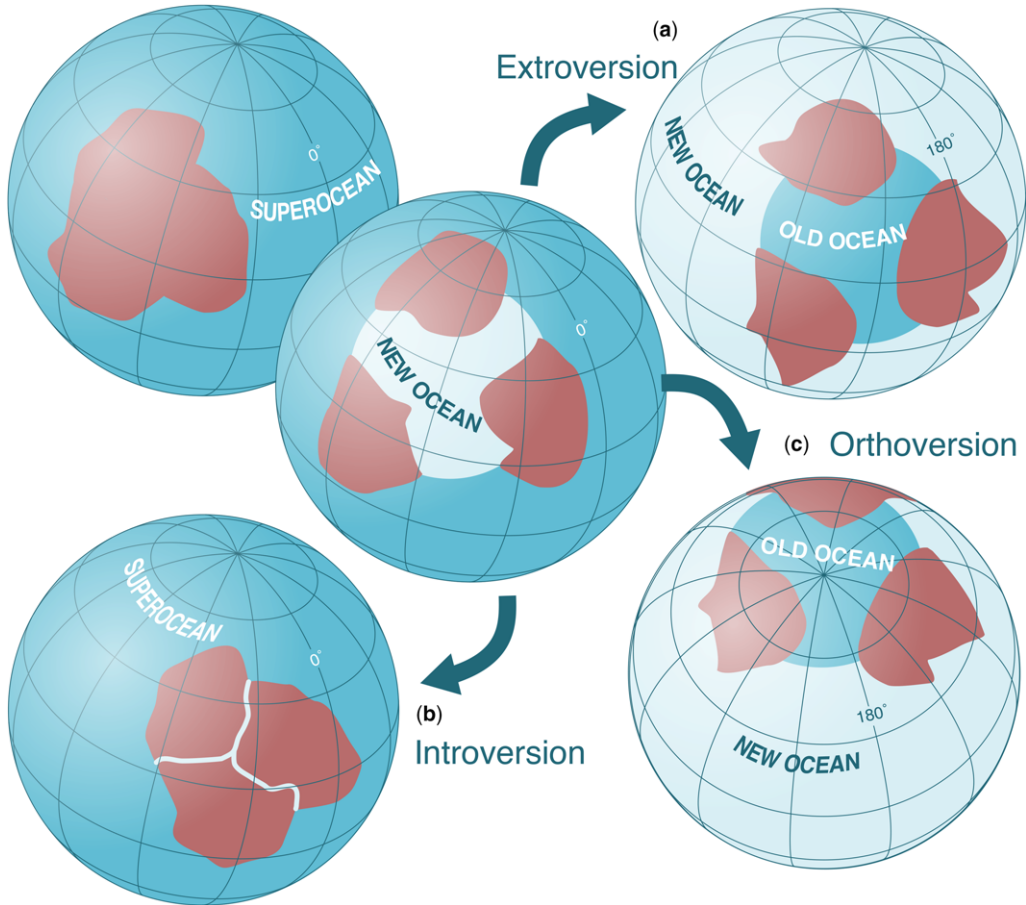 0°
SUPEROCEAN
(a)
Extroversion
NEW OCEAN
180°
OLD OCEAN
NEW OCEAN
0°
(c) Orthoversion
OLD OCEAN
180°
NEW OCEAN
SUPEROCEAN
0°
(b)
Introversion